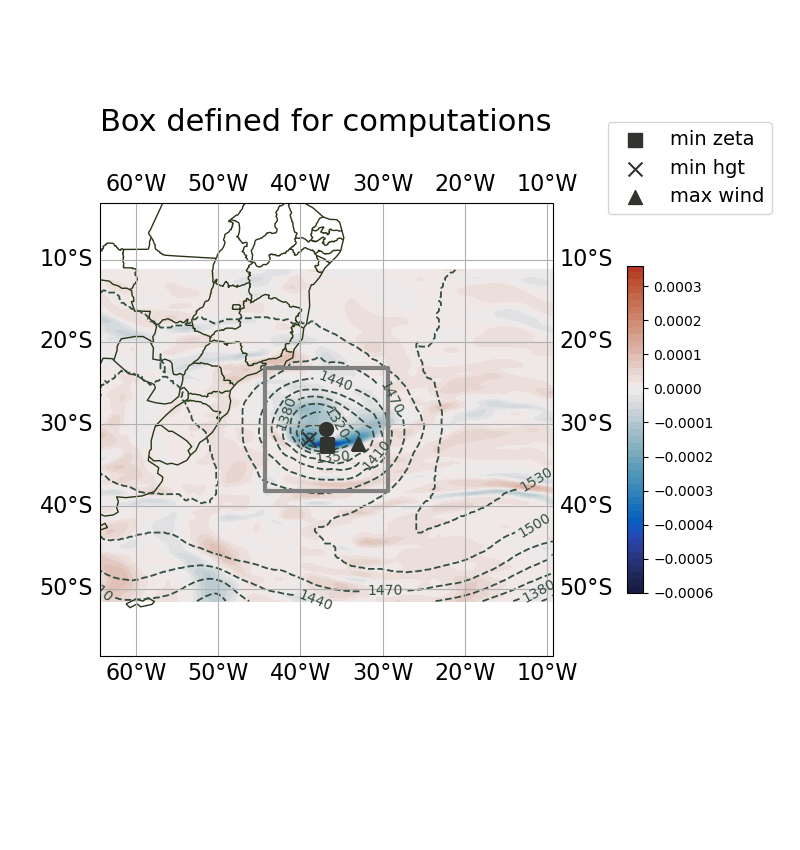 Box defined for computations
min zeta
min hgt
max wind
60°W 50°W 40°W 30°W 20°W 10°W
10°S 10°S
20°S 20°S
30°S 30°S
40°S 40°S
50°S 50°S
60°W 50°W 40°W 30°W 20°W 10°W
1440
1470
1380
1320
1350
1410
1530
1500
1470
1440
1380
0.0003
0.0002
0.0001
0.0000
−0.0001
−0.0002
−0.0003
−0.0004
−0.0005
−0.0006